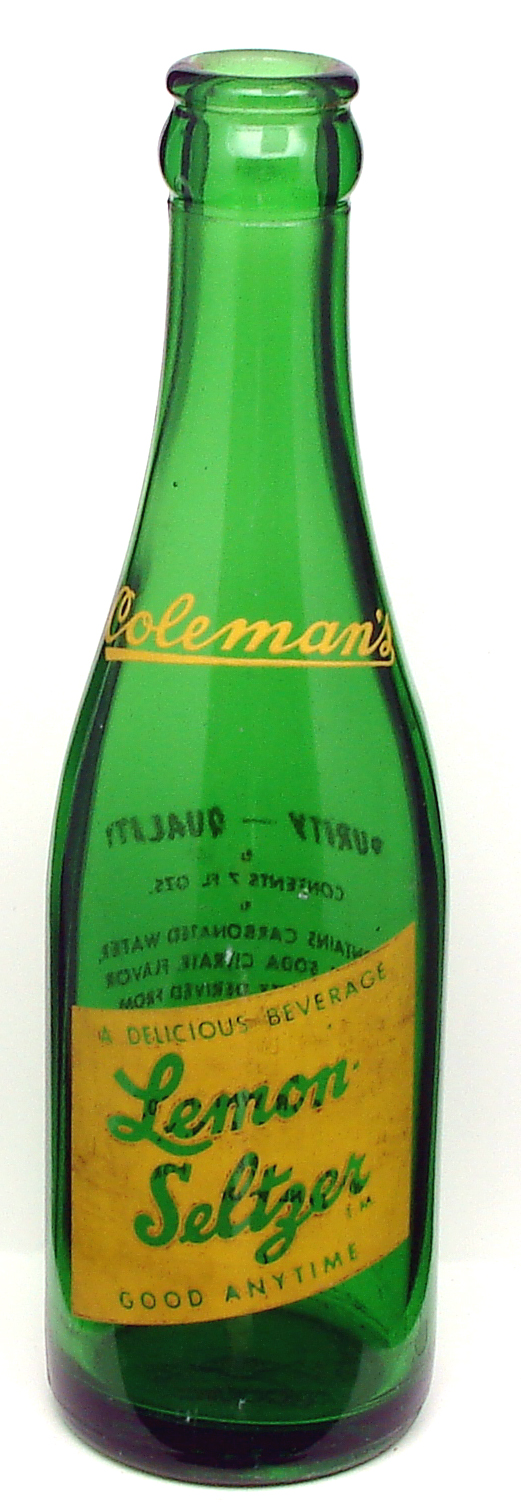 Coleman's
PURITY — QUALITY
CONTENTS 7 FL. OZS.
CONTAINS CARBONATED WATER,
SODA CITRATE, FLAVOR
DERIVED FROM
A DELICIOUS BEVERAGE
Lemon-
Seltzer
T.M.
GOOD ANYTIME